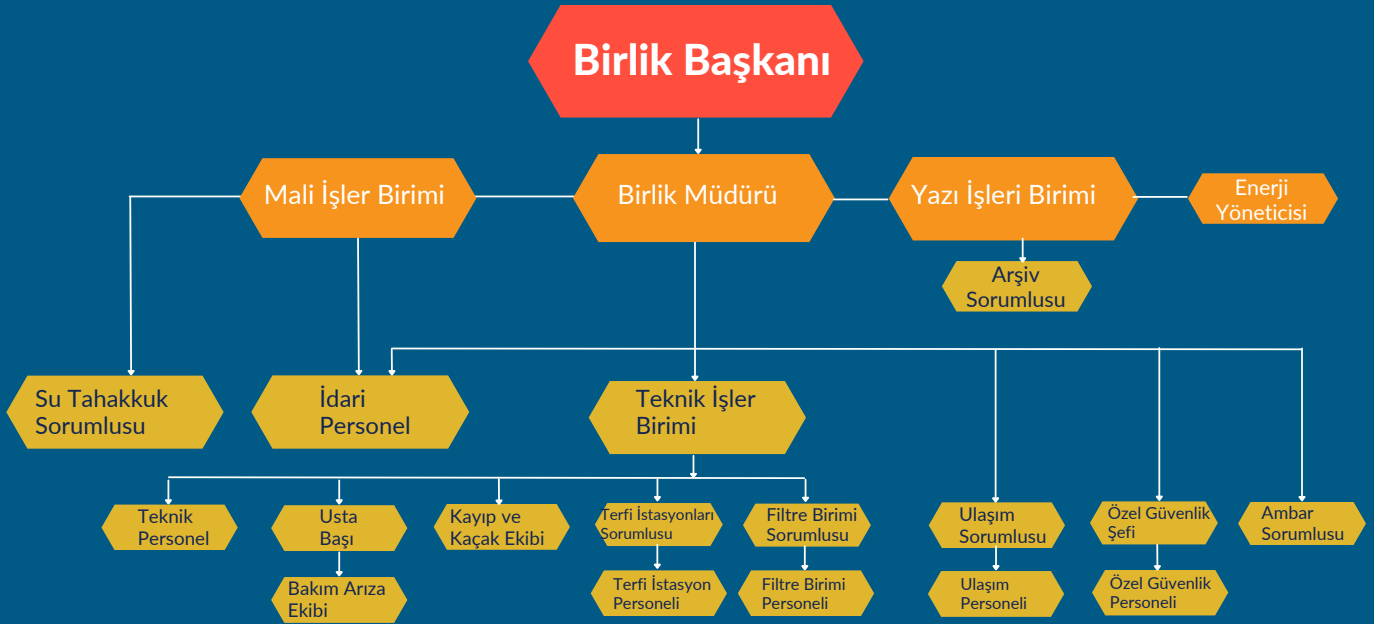 Birlik Başkanı
Mali İşler Birimi
Birlik Müdürü
Yazı İşleri Birimi
Enerji
Yöneticisi
Arşiv
Sorumlusu
Su Tahakkuk
Sorumlusu
İdari
Personel
Teknik İşler
Birimi
Teknik
Personel
Usta
Başı
Kayıp ve
Kaçak Ekibi
Terfi İstasyonları
Sorumlusu
Filtre Birimi
Sorumlusu
Ulaşım
Sorumlusu
Özel Güvenlik
Şefi
Ambar
Sorumlusu
Bakım Arıza
Ekibi
Terfi İstasyon
Personeli
Filtre Birimi
Personeli
Ulaşım
Personeli
Özel Güvenlik
Personeli